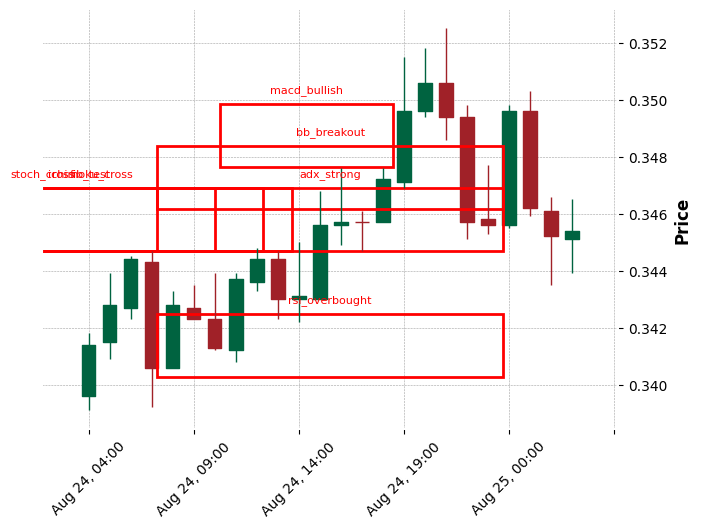 macd_bullish
bb_breakout
adx_strong
rsi_overbought
0.352
0.350
0.348
0.346
0.344
0.342
0.340
Price
Aug 24, 04:00
Aug 24, 09:00
Aug 24, 14:00
Aug 24, 19:00
Aug 25, 00:00